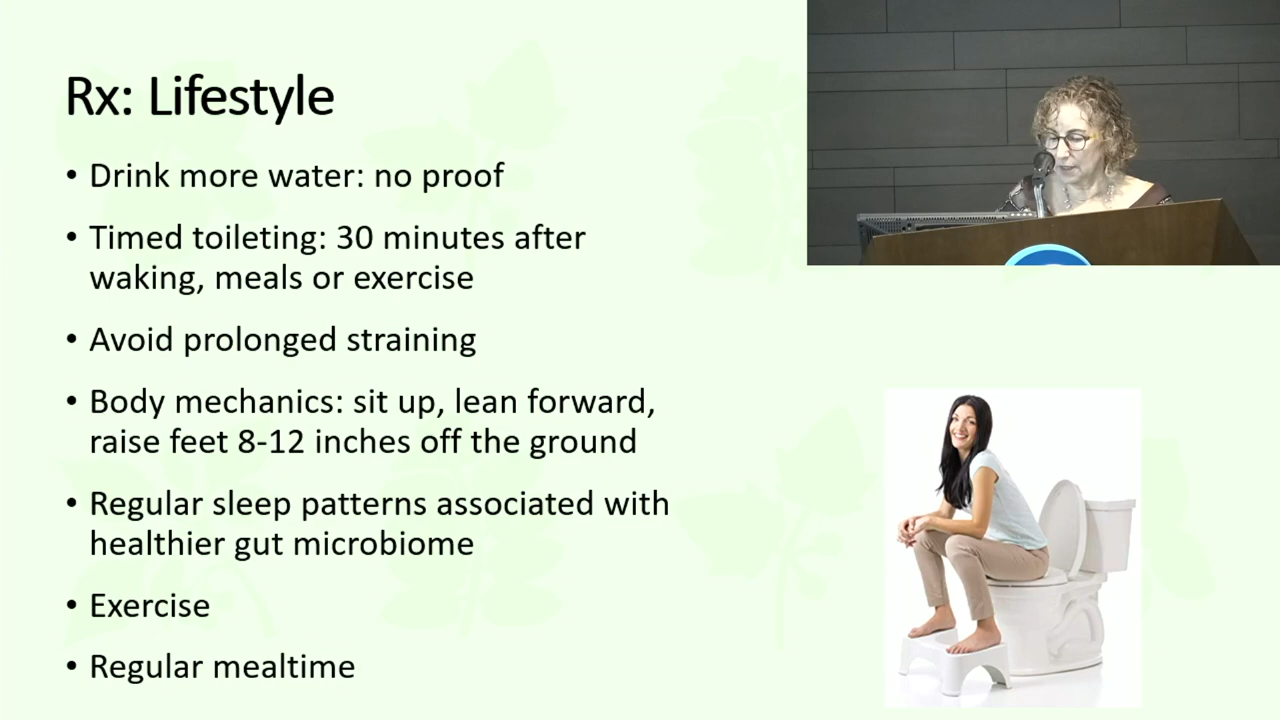 Rx: Lifestyle
• Drink more water: no proof
• Timed toileting: 30 minutes after
waking, meals or exercise
• Avoid prolonged straining
• Body mechanics: sit up, lean forward,
raise feet 8-12 inches off the ground
• Regular sleep patterns associated with
healthier gut microbiome
• Exercise
• Regular mealtime